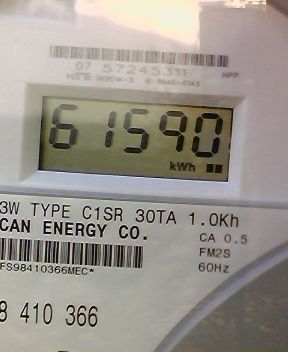 07 57245311
HPP
61590
kWh
3W TYPE C1SR 30TA 1.0Kh
CAN ENERGY CO.
CA 0.5
FM2S
60Hz
FS98410366MEC*
8 410 366